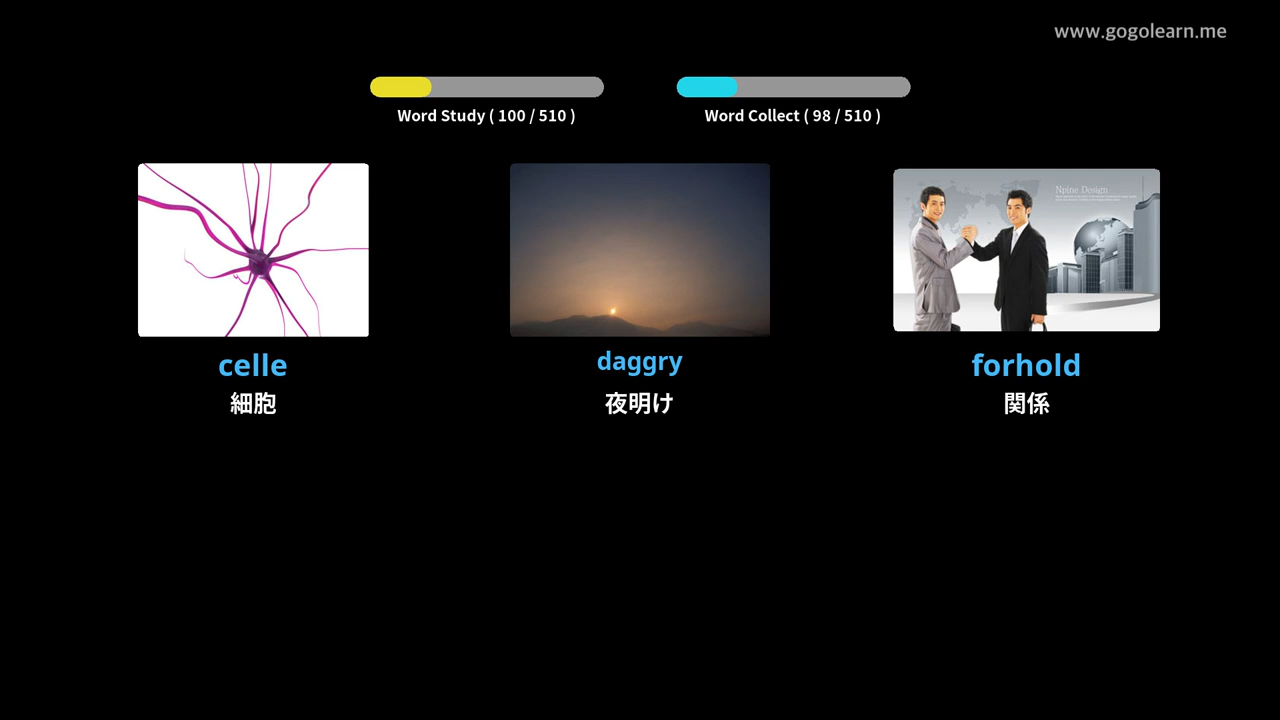 www.gogolearn.me
Word Study ( 100 / 510 )
Word Collect ( 98 / 510 )
Npine Design
celle
daggry
forhold
細胞
夜明け
関係